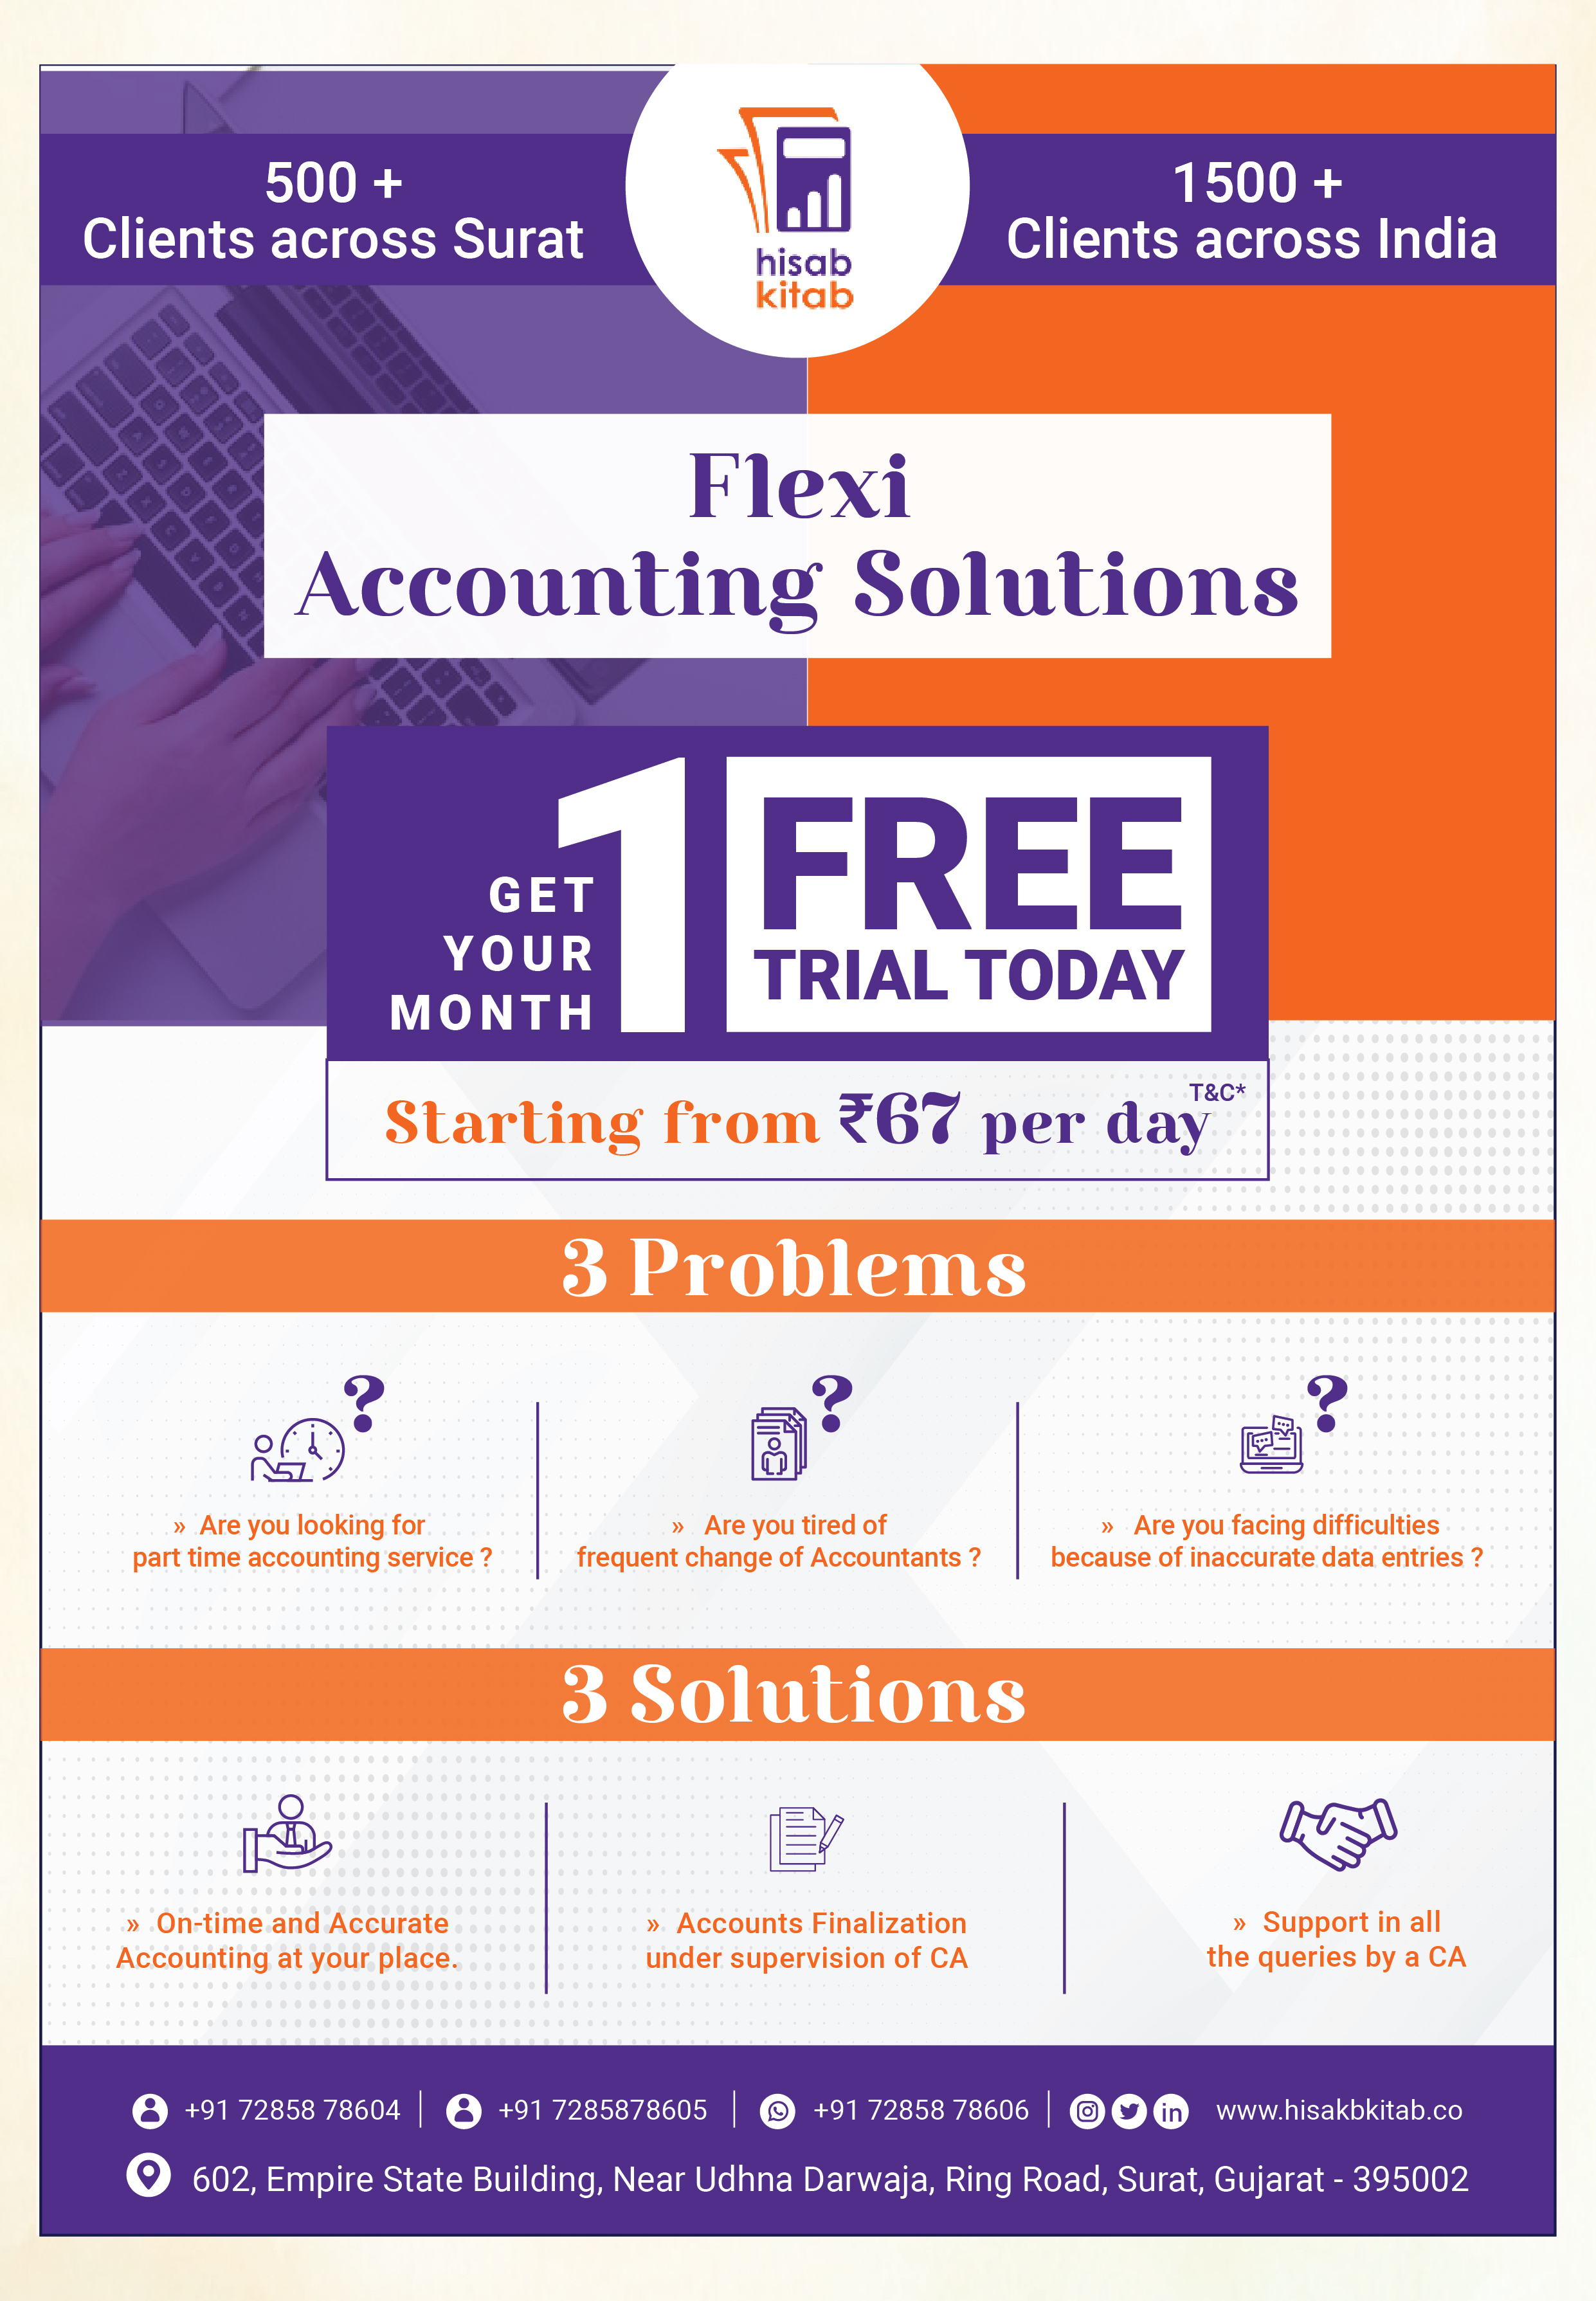 500 +
Clients across Surat
hisab
kitab
1500 +
Clients across India
Flexi
Accounting Solutions
GET
YOUR
MONTH
1
FREE
TRIAL TODAY
Starting from ₹67 per day T&C*
3 Problems
» Are you looking for
part time accounting service ?
» Are you tired of
frequent change of Accountants ?
» Are you facing difficulties
because of inaccurate data entries ?
3 Solutions
» On-time and Accurate
Accounting at your place.
» Accounts Finalization
under supervision of CA
» Support in all
the queries by a CA
+91 72858 78604 | +91 7285878605 | +91 72858 78606 | www.hisakbkitab.co
602, Empire State Building, Near Udhna Darwaja, Ring Road, Surat, Gujarat - 395002